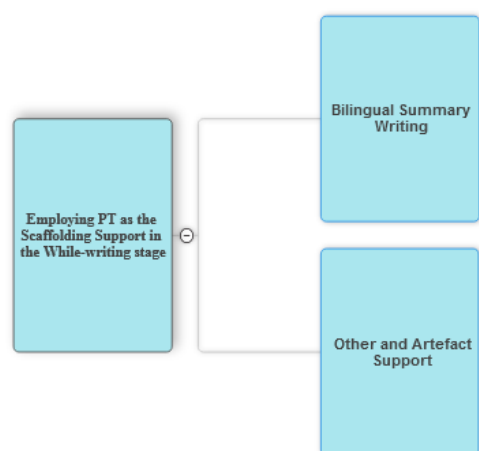 Employing PT as the
Scaffolding Support in
the While-writing stage
Bilingual Summary
Writing
Other and Artefact
Support